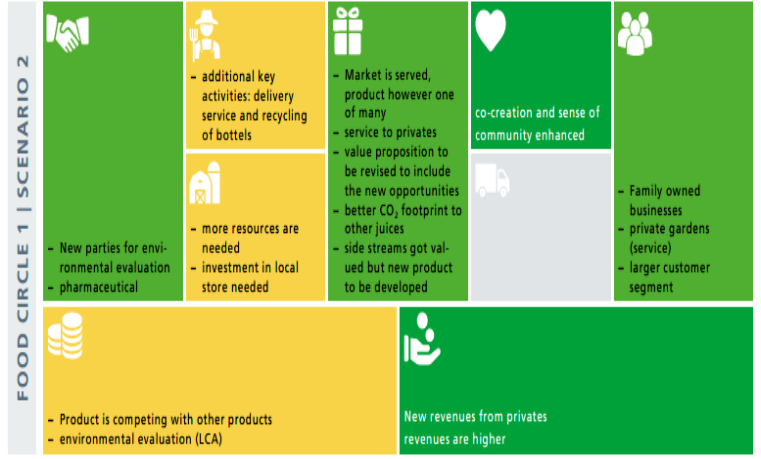 FOOD CIRCLE 1 | SCENARIO 2
– New parties for envi-
ronmental evaluation
– pharmaceutical
– additional key
activities: delivery
service and recycling
of bottels
– more resources are
needed
– investment in local
store needed
– Market is served,
product however one
of many
– service to privates
– value proposition to
be revised to include
the new opportunities
– better CO₂ footprint to
other juices
– side streams got val-
ued but new product
to be developed
co-creation and sense of
community enhanced
– Family owned
businesses
– private gardens
(service)
– larger customer
segment
– Product is competing with other products
– environmental evaluation (LCA)
New revenues from privates
revenues are higher